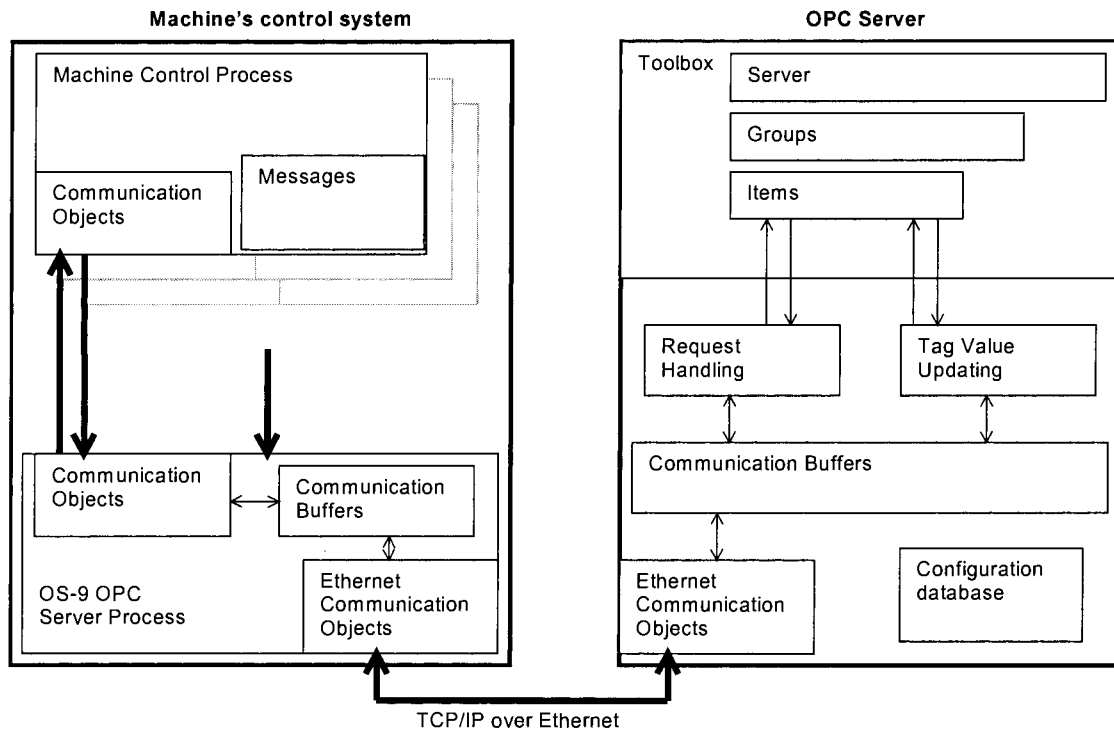 Machine's control system
Machine Control Process
Communication
Objects
Messages
Communication
Objects
Communication
Buffers
OS-9 OPC
Server Process
Ethernet
Communication
Objects
OPC Server
Toolbox
Server
Groups
Items
Request
Handling
Tag Value
Updating
Communication Buffers
Ethernet
Communication
Objects
Configuration
database
TCP/IP over Ethernet